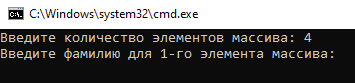 C:\Windows\system32\cmd.exe
Введите количество элементов массива: 4
Введите фамилию для 1-го элемента массива: